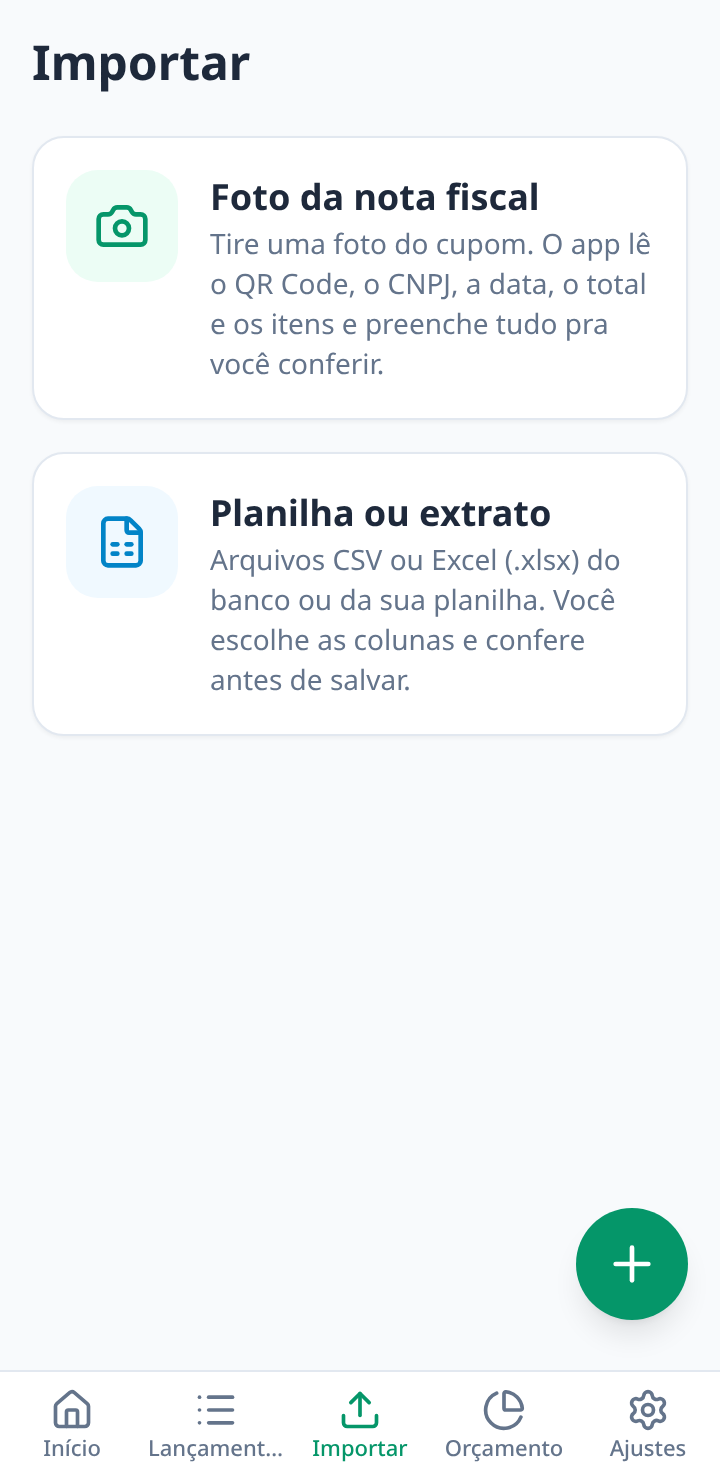 Importar
Foto da nota fiscal
Tire uma foto do cupom. O app lê
o QR Code, o CNPJ, a data, o total
e os itens e preenche tudo pra
você conferir.
Planilha ou extrato
Arquivos CSV ou Excel (.xlsx) do
banco ou da sua planilha. Você
escolhe as colunas e confere
antes de salvar.
Início
Lançament...
Importar
Orçamento
Ajustes